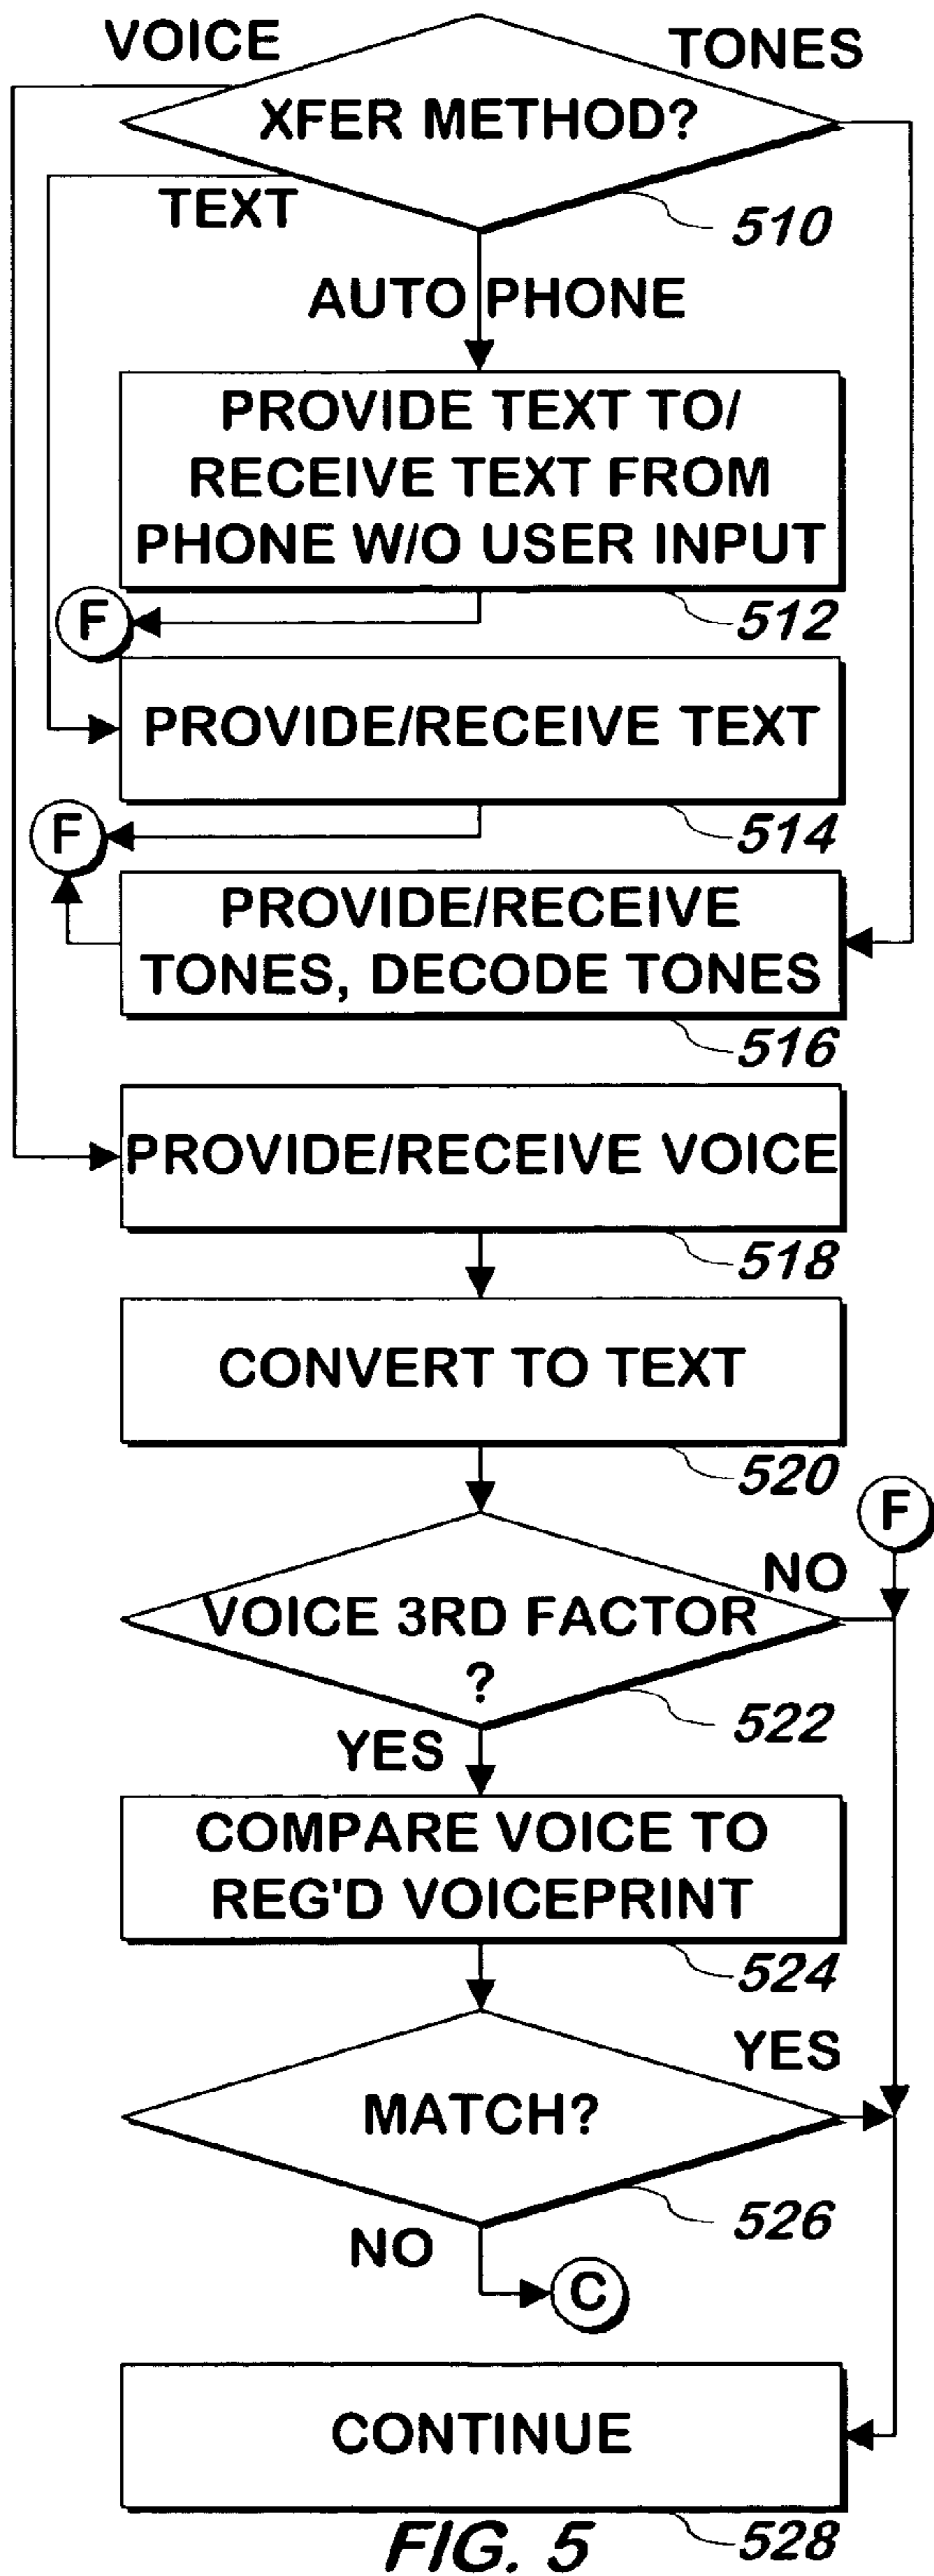 VOICE
TONES
XFER METHOD?
TEXT
510
AUTO PHONE
PROVIDE TEXT TO/
RECEIVE TEXT FROM
PHONE W/O USER INPUT
F
512
PROVIDE/RECEIVE TEXT
F
514
PROVIDE/RECEIVE
TONES, DECODE TONES
516
PROVIDE/RECEIVE VOICE
518
CONVERT TO TEXT
520
F
NO
VOICE 3RD FACTOR
?
522
YES
COMPARE VOICE TO
REG'D VOICEPRINT
524
YES
MATCH?
526
NO
C
CONTINUE
528
FIG. 5